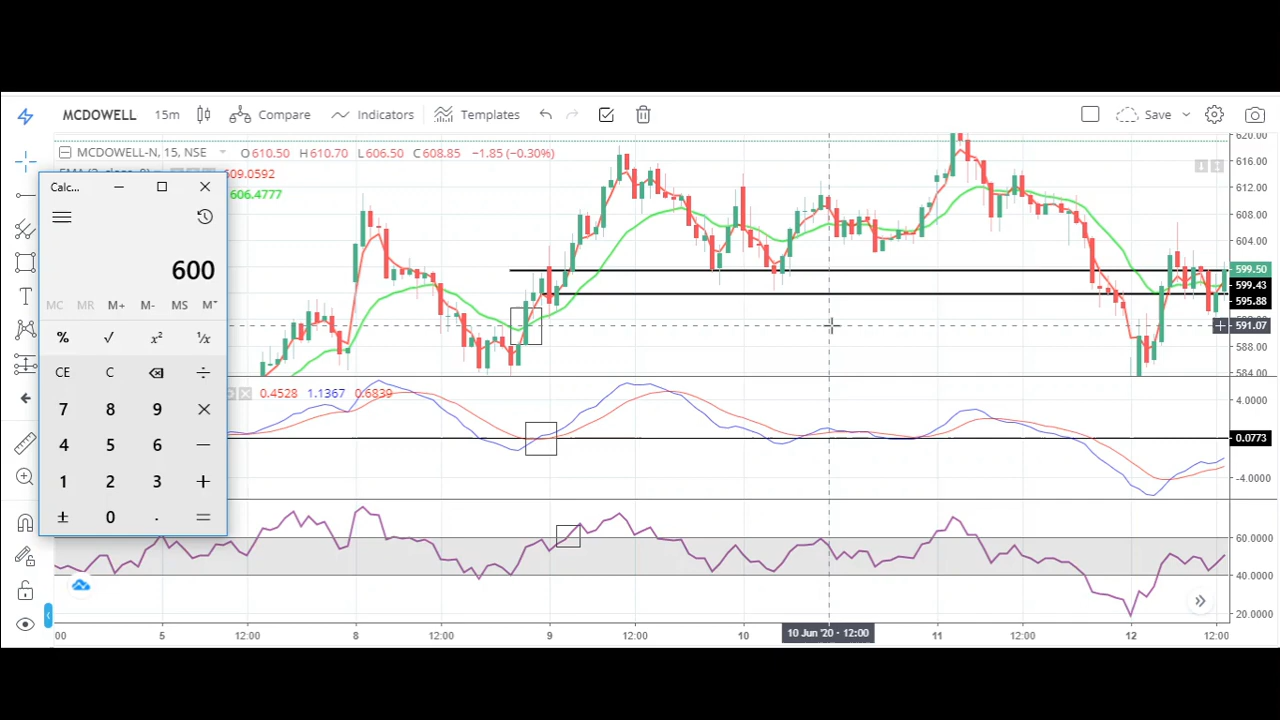 MCDOWELL 15m Compare Indicators Templates Save
MCDOWELL-N, 15, NSE O610.50 H610.70 L606.50 C608.85 −1.85 (−0.30%)
609.0592
606.4777
Calc...
600
MC MR M+ M- MS M˅
% √ x² ¹/x
CE C ÷
7 8 9 ×
4 5 6 −
1 2 3 +
± 0 . =
0.4528 1.1367 0.6839
620.00
616.00
612.00
608.00
604.00
599.50
599.43
595.88
591.07
588.00
584.00
4.0000
0.0773
-4.0000
60.0000
40.0000
20.0000
:00 5 12:00 8 12:00 9 12:00 10 10 Jun '20 - 12:00 11 12:00 12 12:00